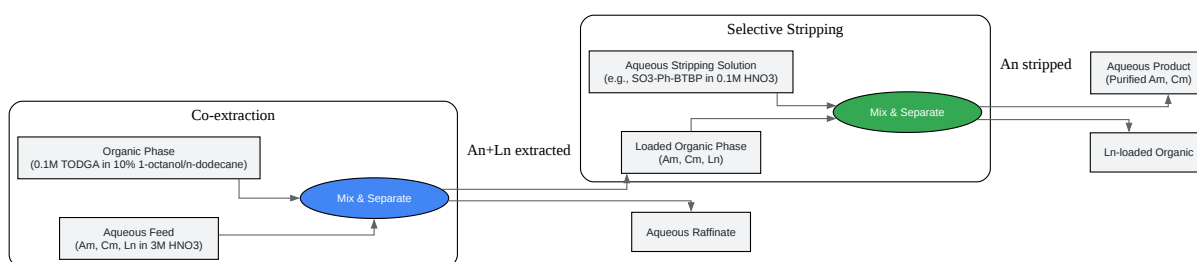 Co-extraction
Organic Phase
(0.1M TODGA in 10% 1-octanol/n-dodecane)
Aqueous Feed
(Am, Cm, Ln in 3M HNO3)
Mix & Separate
An+Ln extracted
Aqueous Raffinate
Selective Stripping
Aqueous Stripping Solution
(e.g., SO3-Ph-BTBP in 0.1M HNO3)
Loaded Organic Phase
(Am, Cm, Ln)
Mix & Separate
An stripped
Aqueous Product
(Purified Am, Cm)
Ln-loaded Organic